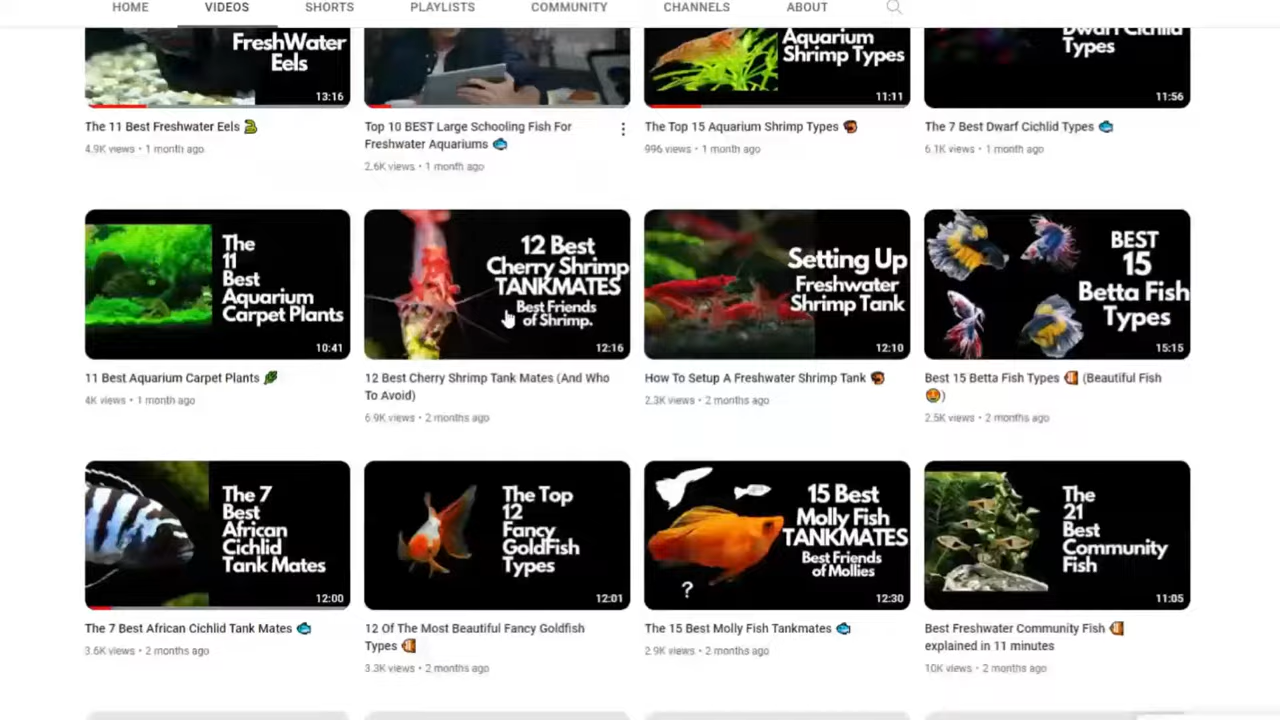 HOME VIDEOS SHORTS PLAYLISTS COMMUNITY CHANNELS ABOUT
FreshWater
Eels
13:16
The 11 Best Freshwater Eels
4.9K views • 1 month ago
Top 10 BEST Large Schooling Fish For
Freshwater Aquariums
2.6K views • 1 month ago
Aquarium
Shrimp Types
11:11
The Top 15 Aquarium Shrimp Types
996 views • 1 month ago
Dwarf Cichlid
Types
11:56
The 7 Best Dwarf Cichlid Types
6.1K views • 1 month ago
The
11
Best
Aquarium
Carpet Plants
10:41
11 Best Aquarium Carpet Plants
4K views • 1 month ago
12 Best
Cherry Shrimp
TANKMATES
Best Friends
of Shrimp.
12:16
12 Best Cherry Shrimp Tank Mates (And Who
To Avoid)
6.9K views • 2 months ago
Setting Up
Freshwater
Shrimp Tank
12:10
How To Setup A Freshwater Shrimp Tank
2.3K views • 2 months ago
BEST
15
Betta Fish
Types
15:15
Best 15 Betta Fish Types (Beautiful Fish
)
2.5K views • 2 months ago
The 7
Best
African
Cichlid
Tank Mates
12:00
The 7 Best African Cichlid Tank Mates
3.6K views • 2 months ago
The Top
12
Fancy
GoldFish
Types
12:01
12 Of The Most Beautiful Fancy Goldfish
Types
3.3K views • 2 months ago
15 Best
Molly Fish
TANKMATES
Best Friends
of Mollies
?
12:30
The 15 Best Molly Fish Tankmates
2.9K views • 2 months ago
The
21
Best
Community
Fish
11:05
Best Freshwater Community Fish
explained in 11 minutes
10K views • 2 months ago